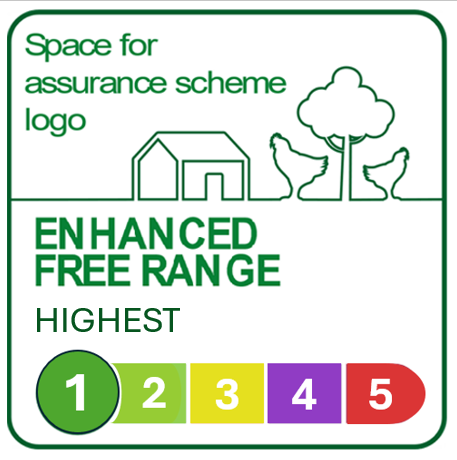 Space for
assurance scheme
logo
ENHANCED
FREE RANGE
HIGHEST
1 2 3 4 5